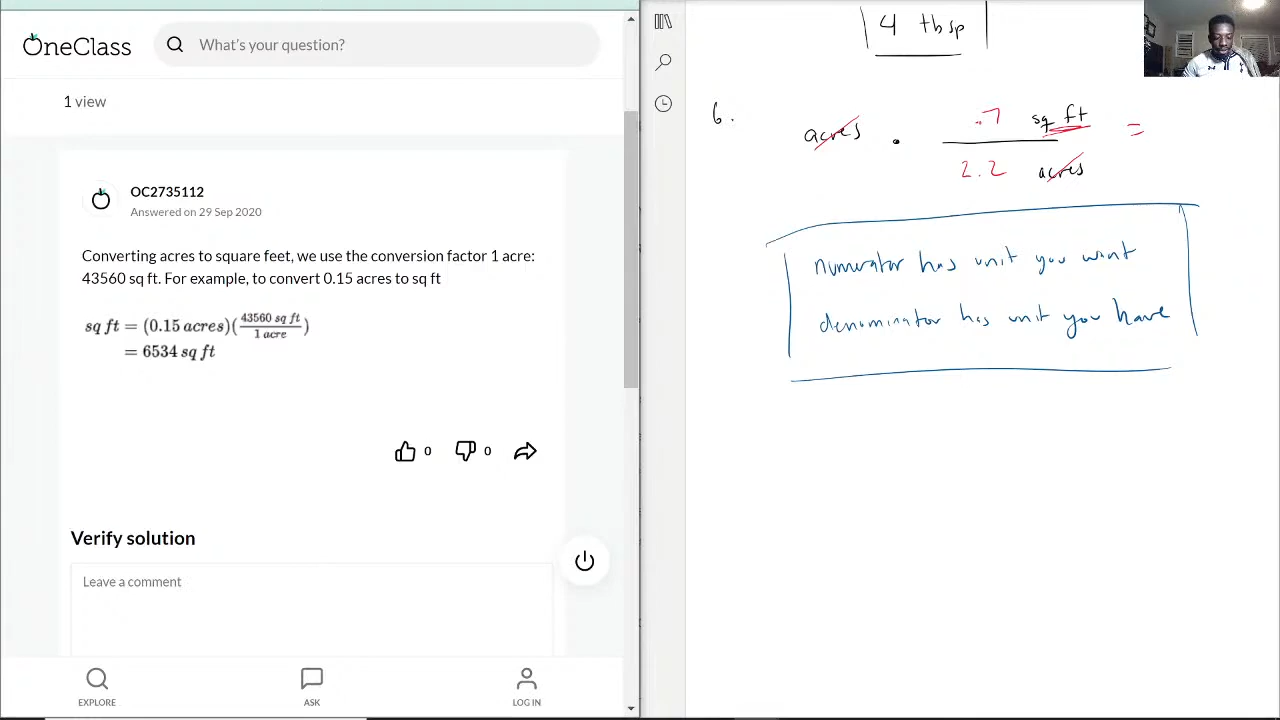 OneClass
What's your question?
1 view
OC2735112
Answered on 29 Sep 2020
Converting acres to square feet, we use the conversion factor 1 acre:
43560 sq ft. For example, to convert 0.15 acres to sq ft
sq ft = (0.15 acres)(43560 sq ft / 1 acre)
= 6534 sq ft
0 0
Verify solution
Leave a comment
EXPLORE ASK LOG IN
4 tbsp
6. acres · .7 sq ft =
2.2 acres
numerator has unit you want
denominator has unit you have